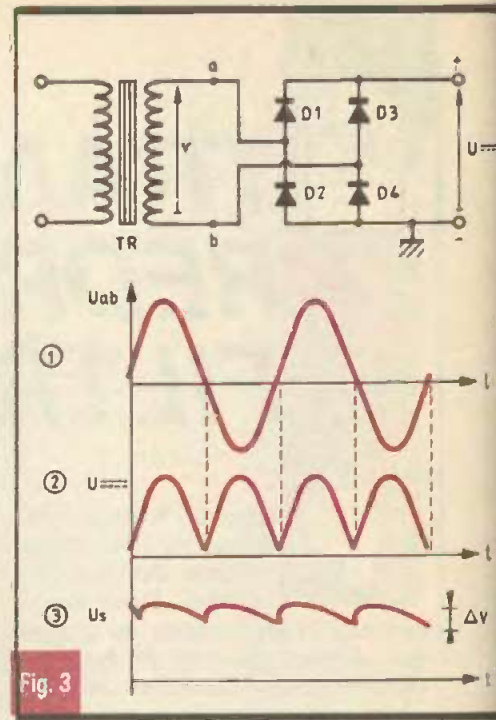 a
+
D1
D3
v
U ⎓
D2
D4
TR
b
-
Uab
①
t
②
U ⎓
t
③
Us
ΔV
t
Fig. 3